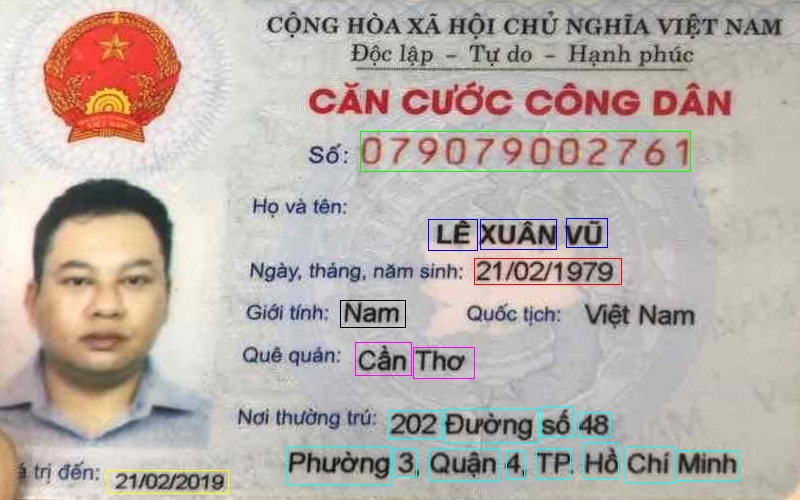 CỘNG HÒA XÃ HỘI CHỦ NGHĨA VIỆT NAM
Độc lập - Tự do - Hạnh phúc
CĂN CƯỚC CÔNG DÂN
Số: 079079002761
Họ và tên:
LÊ XUÂN VŨ
Ngày, tháng, năm sinh: 21/02/1979
Giới tính: Nam Quốc tịch: Việt Nam
Quê quán: Cần Thơ
Nơi thường trú: 202 Đường số 48
Phường 3, Quận 4, TP. Hồ Chí Minh
á trị đến: 21/02/2019
VIỆT NAM